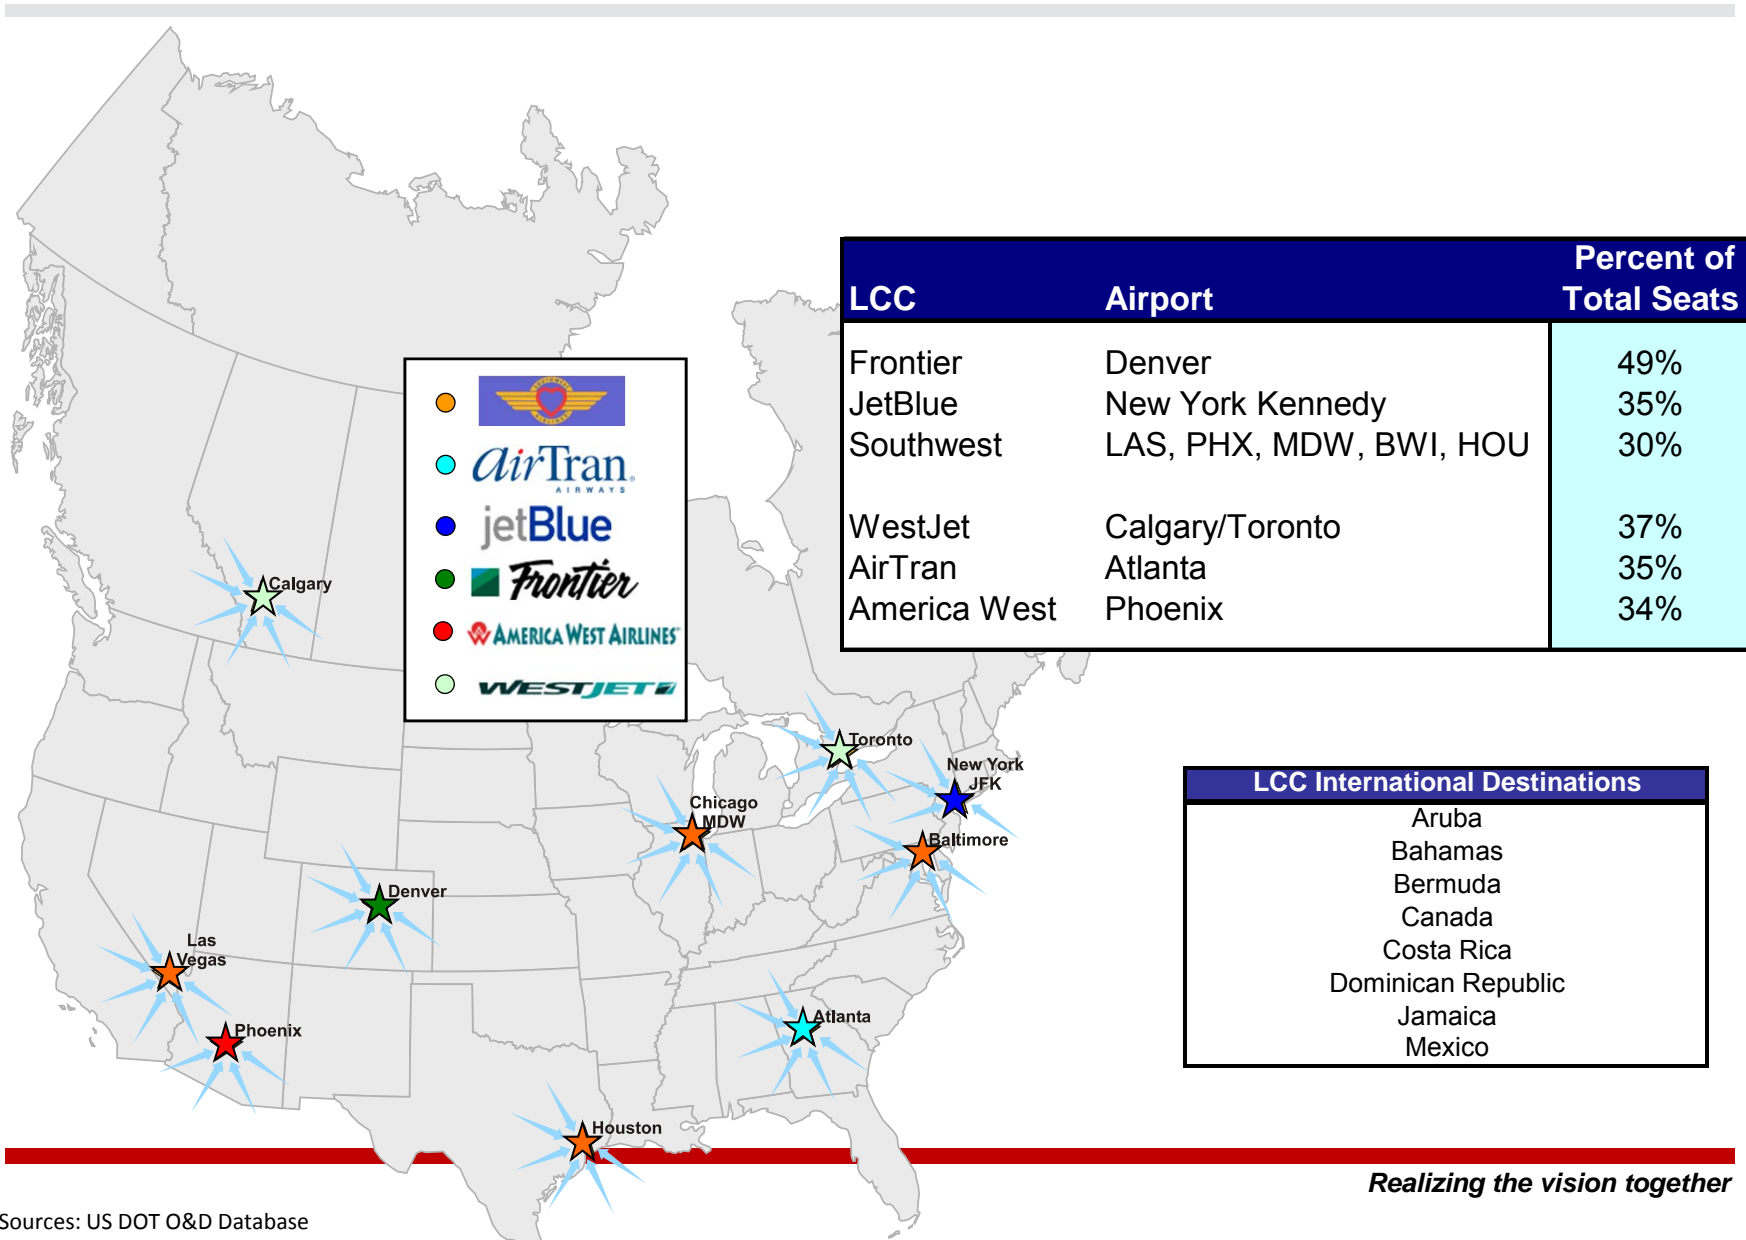 LCC Airport Percent of Total Seats
Frontier Denver 49%
JetBlue New York Kennedy 35%
Southwest LAS, PHX, MDW, BWI, HOU 30%
WestJet Calgary/Toronto 37%
AirTran Atlanta 35%
America West Phoenix 34%
SOUTHWEST
AIRLINES
airTran
AIRWAYS
jetBlue
Frontier
AMERICA WEST AIRLINES
WESTJET
Calgary
Toronto
New York
JFK
Chicago
MDW
Baltimore
Denver
Las
Vegas
Phoenix
Atlanta
Houston
LCC International Destinations
Aruba
Bahamas
Bermuda
Canada
Costa Rica
Dominican Republic
Jamaica
Mexico
Realizing the vision together
Sources: US DOT O&D Database